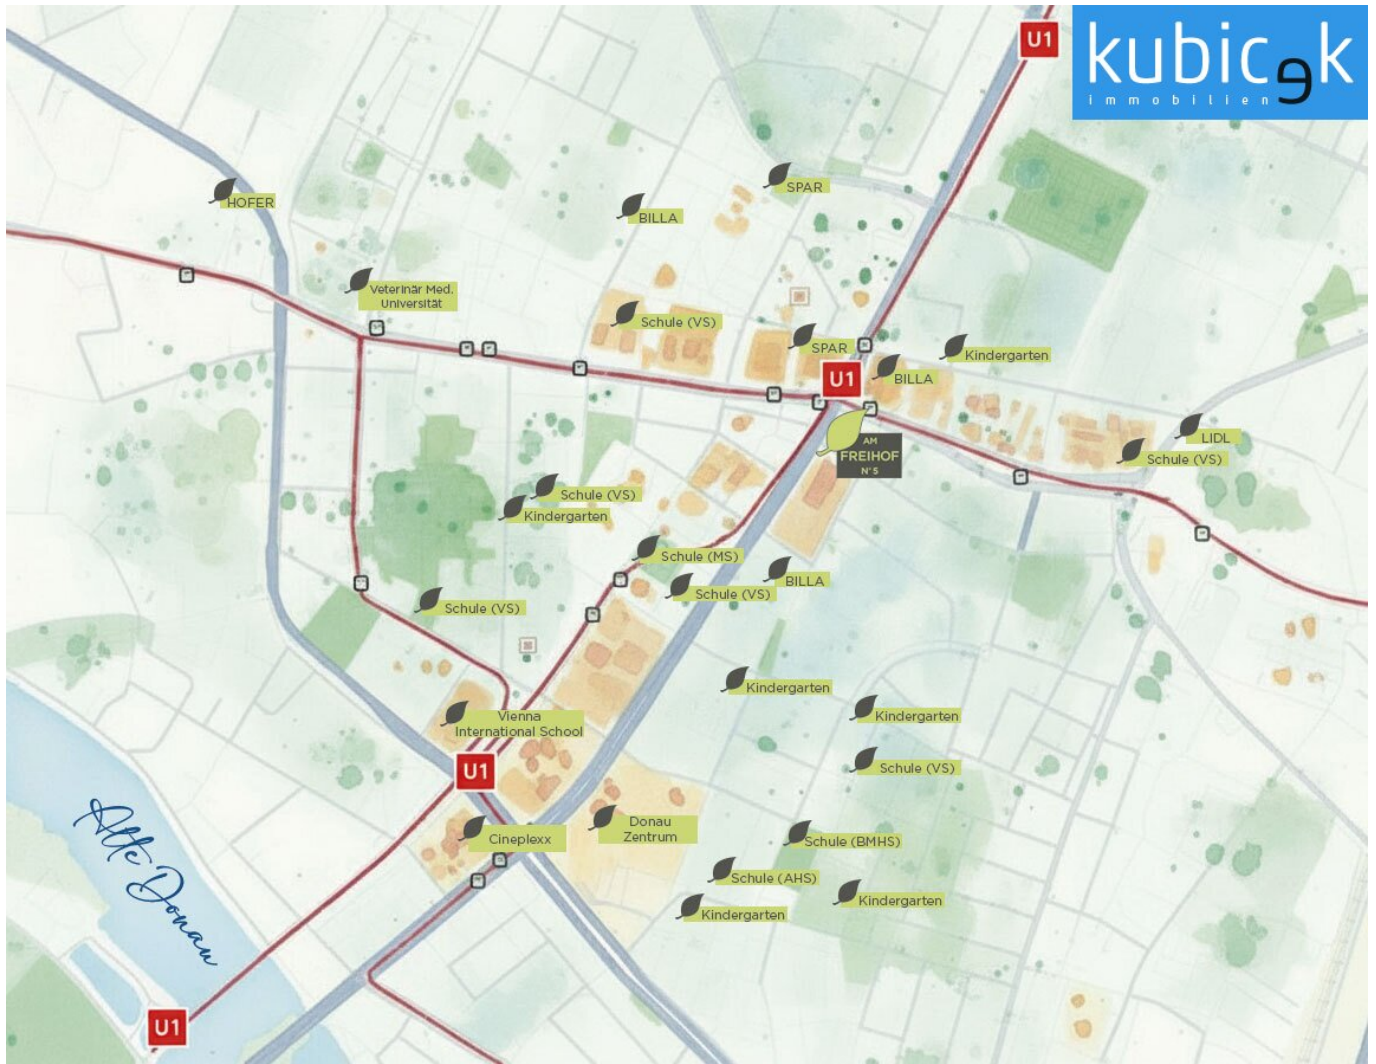 U1
kubicek
immobilien
SPAR
HOFER
BILLA
Veterinär Med.
Universität
Schule (VS)
SPAR
Kindergarten
U1
BILLA
AM
FREIHOF
N°5
LIDL
Schule (VS)
Schule (VS)
Kindergarten
Schule (MS)
BILLA
Schule (VS)
Schule (VS)
Kindergarten
Kindergarten
Vienna
International School
Schule (VS)
U1
Donau
Zentrum
Cineplexx
Schule (BMHS)
Alte Donau
Schule (AHS)
Kindergarten
Kindergarten
U1